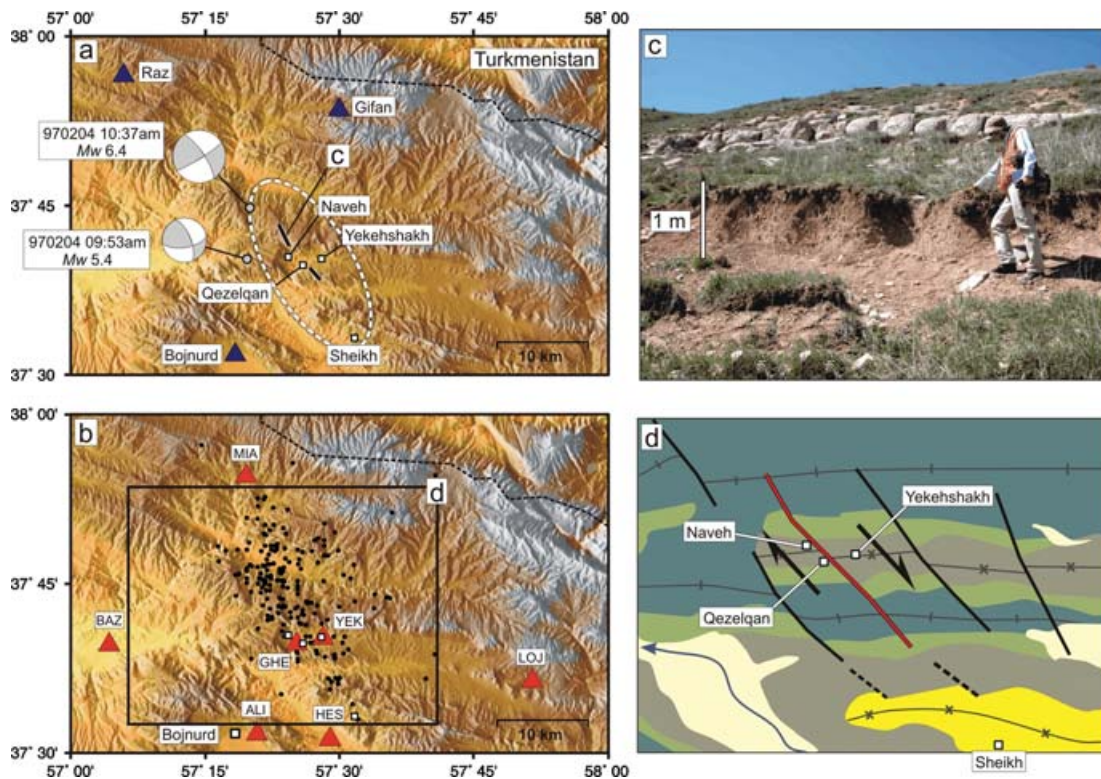 57° 00'
57° 15'
57° 30'
57° 45'
58° 00'
38° 00'
37° 45'
37° 30'
a
Turkmenistan
Raz
Gifan
970204 10:37am
Mw 6.4
c
Naveh
Yekehshakh
970204 09:53am
Mw 5.4
Qezelqan
Bojnurd
Sheikh
10 km
c
1 m
38° 00'
37° 45'
37° 30'
b
MIA
d
BAZ
YEK
GHE
LOJ
ALI
HES
Bojnurd
10 km
57° 00'
57° 15'
57° 30'
57° 45'
58° 00'
d
Yekehshakh
Naveh
Qezelqan
Sheikh